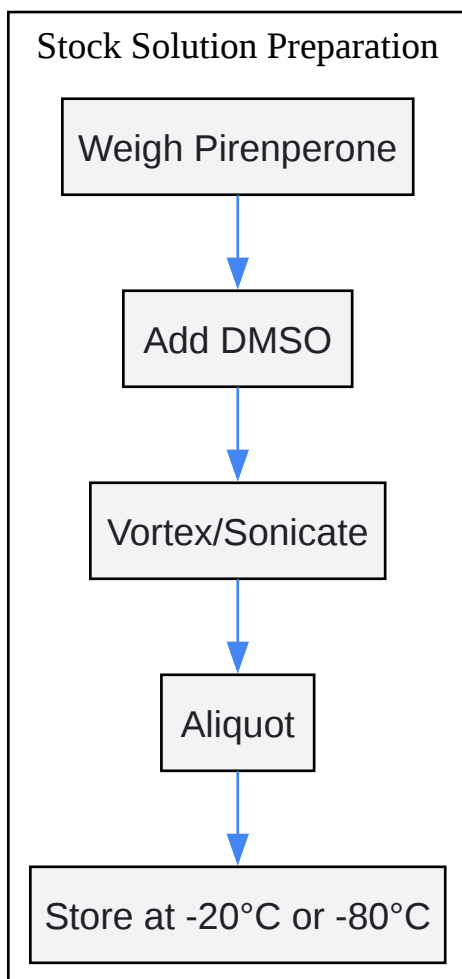 Stock Solution Preparation
Weigh Pirenperone
Add DMSO
Vortex/Sonicate
Aliquot
Store at -20°C or -80°C